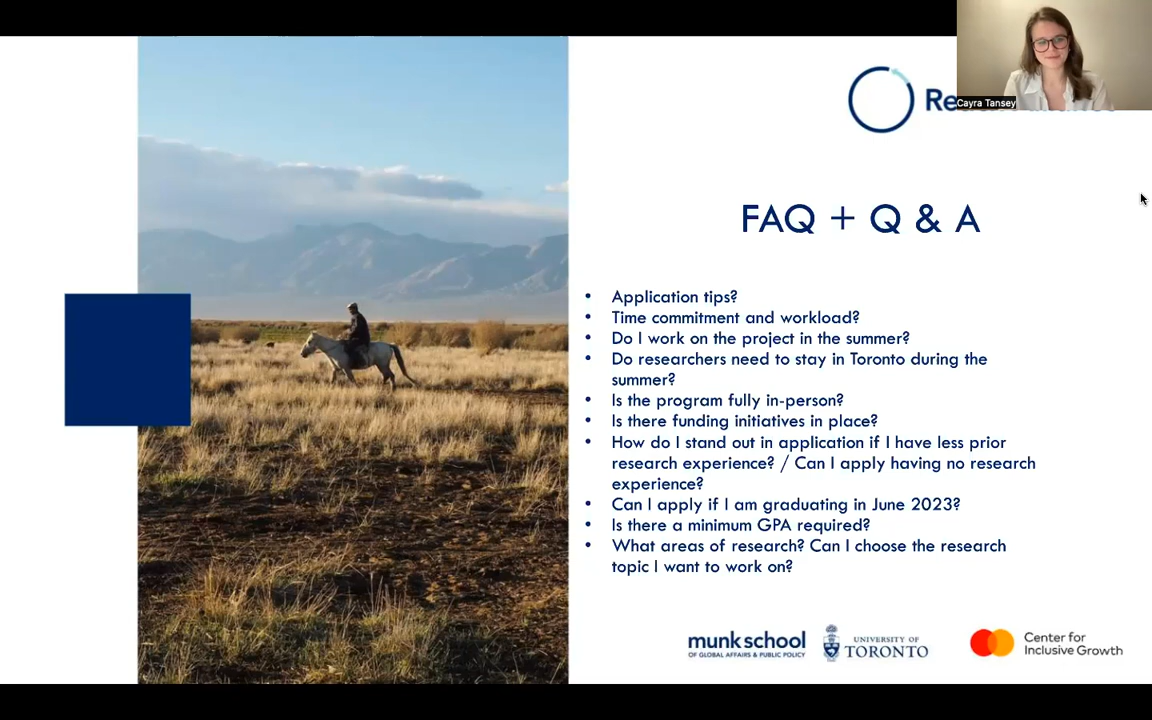 Re
Cayra Tansey
FAQ + Q & A
• Application tips?
• Time commitment and workload?
• Do I work on the project in the summer?
• Do researchers need to stay in Toronto during the
summer?
• Is the program fully in-person?
• Is there funding initiatives in place?
• How do I stand out in application if I have less prior
research experience? / Can I apply having no research
experience?
• Can I apply if I am graduating in June 2023?
• Is there a minimum GPA required?
• What areas of research? Can I choose the research
topic I want to work on?
munk school
OF GLOBAL AFFAIRS & PUBLIC POLICY
UNIVERSITY OF
TORONTO
Center for
Inclusive Growth